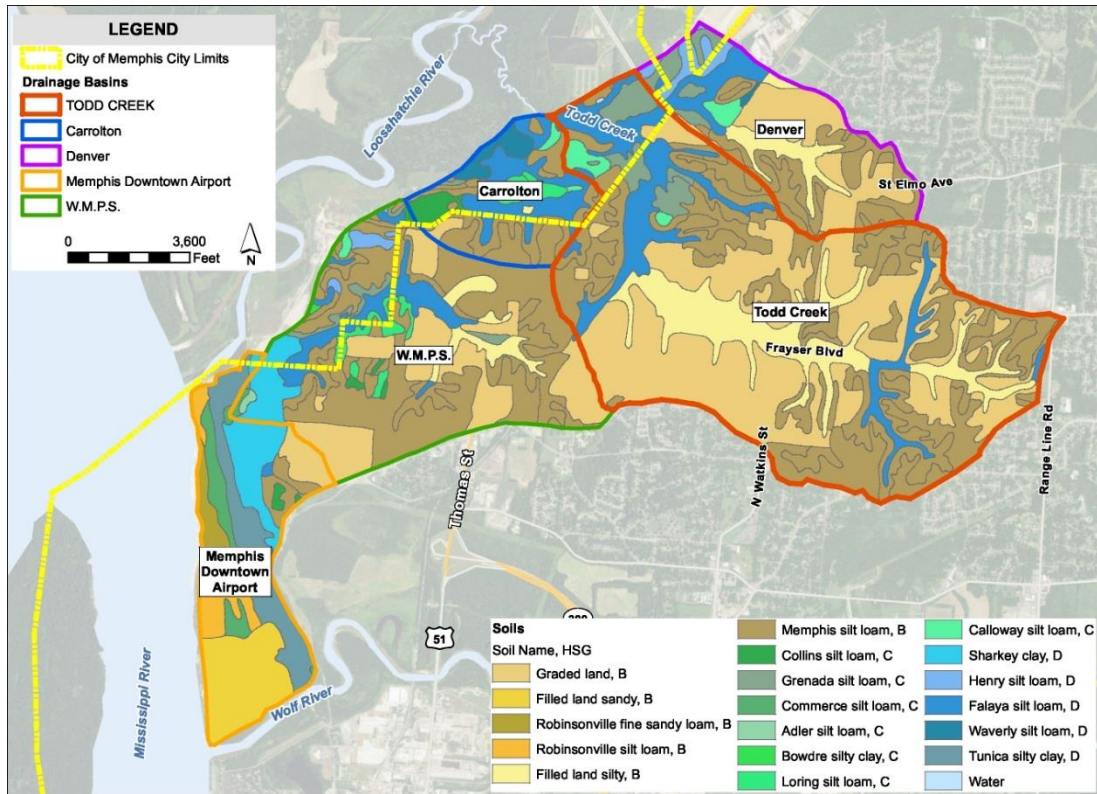 LEGEND
City of Memphis City Limits
Drainage Basins
TODD CREEK
Carrolton
Denver
Memphis Downtown Airport
W.M.P.S.
0 3,600
Feet
N
Loosahatchie River
Todd Creek
Denver
St Elmo Ave
Carrolton
Todd Creek
W.M.P.S.
Frayser Blvd
N Watkins St
Range Line Rd
Thomas St
Memphis
Downtown
Airport
51
Mississippi River
Wolf River
Soils
Soil Name, HSG
Graded land, B
Filled land sandy, B
Robinsonville fine sandy loam, B
Robinsonville silt loam, B
Filled land silty, B
Memphis silt loam, B
Collins silt loam, C
Grenada silt loam, C
Commerce silt loam, C
Adler silt loam, C
Bowdre silty clay, C
Loring silt loam, C
Calloway silt loam, C
Sharkey clay, D
Henry silt loam, D
Falaya silt loam, D
Waverly silt loam, D
Tunica silty clay, D
Water